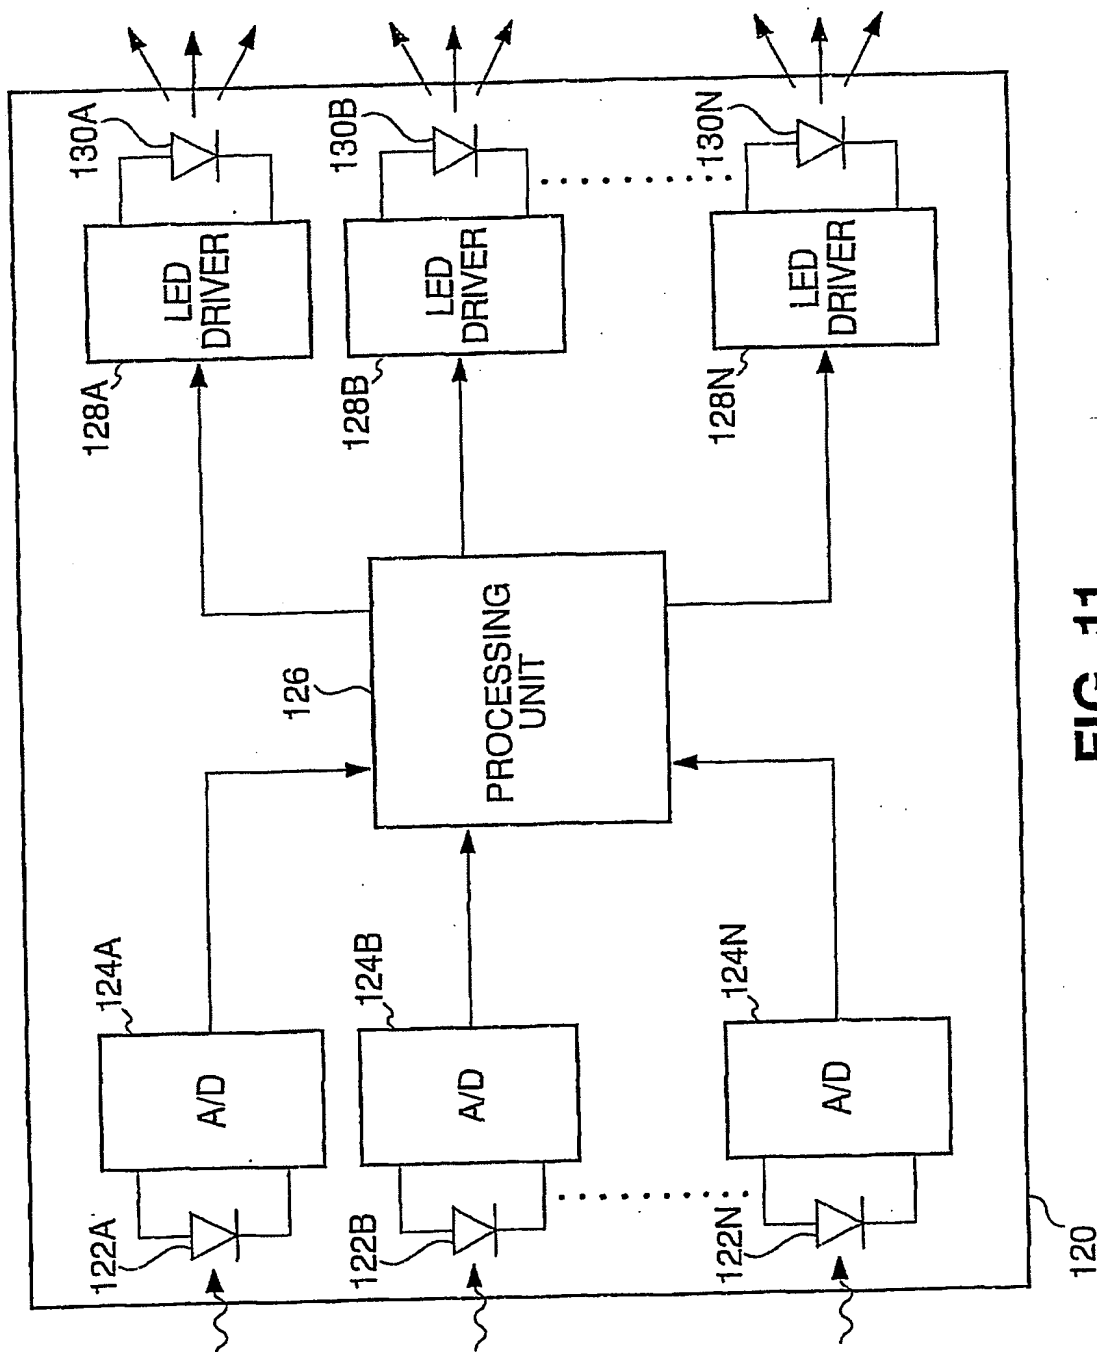 122A
124A
A/D
122B
124B
A/D
122N
124N
A/D
126
PROCESSING
UNIT
128A
LED
DRIVER
130A
128B
LED
DRIVER
130B
128N
LED
DRIVER
130N
120
FIG. 11